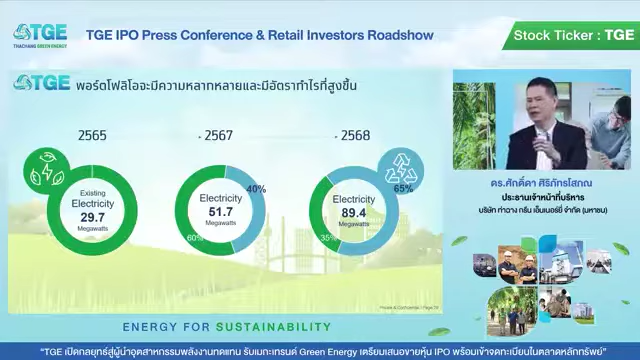 TGE
THACHANG GREEN ENERGY
TGE IPO Press Conference & Retail Investors Roadshow
Stock Ticker : TGE
TGE พอร์ตโฟลิโอจะมีความหลากหลายและมีอัตรากำไรที่สูงขึ้น
2565
2567
2568
Existing
Electricity
29.7
Megawatts
Electricity
51.7
Megawatts
40%
60%
Electricity
89.4
Megawatts
65%
35%
Private & Confidential
ดร.ศักดิ์ดา ศิริภัทรโสภณ
ประธานเจ้าหน้าที่บริหาร
บริษัท ท่าฉาง กรีน เอ็นเนอร์ยี่ จำกัด (มหาชน)
ENERGY FOR SUSTAINABILITY
"TGE เปิดกลยุทธ์สู่ผู้นำอุตสาหกรรมพลังงานทดแทน รับเมกะเทรนด์ Green Energy เตรียมเสนอขายหุ้น IPO พร้อมเข้าจดทะเบียนในตลาดหลักทรัพย์"